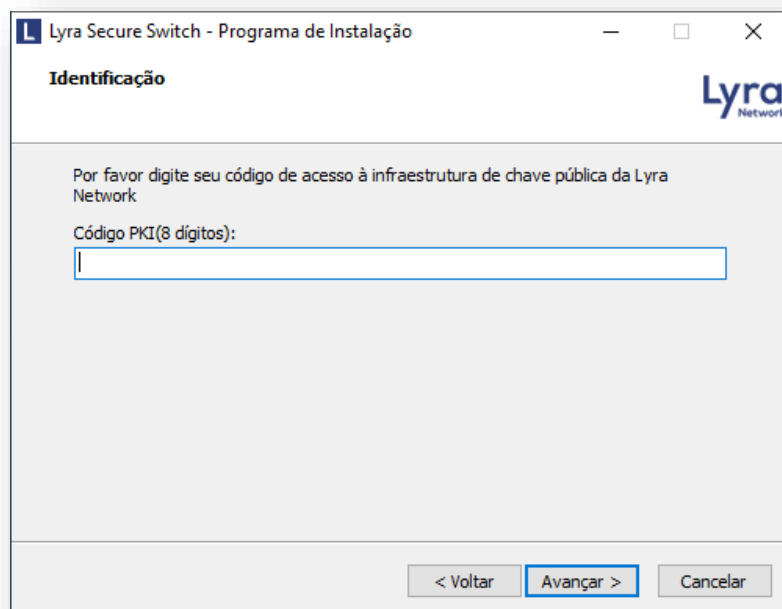 L Lyra Secure Switch - Programa de Instalação
Identificação
Lyra
Network
Por favor digite seu código de acesso à infraestrutura de chave pública da Lyra
Network
Código PKI(8 dígitos):
< Voltar
Avançar >
Cancelar